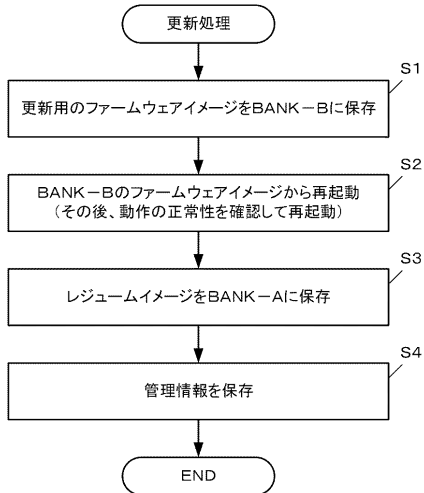 更新処理
S1
更新用のファームウェアイメージをBANK－Bに保存
S2
BANK－Bのファームウェアイメージから再起動
（その後、動作の正常性を確認して再起動）
S3
レジュームイメージをBANK－Aに保存
S4
管理情報を保存
END